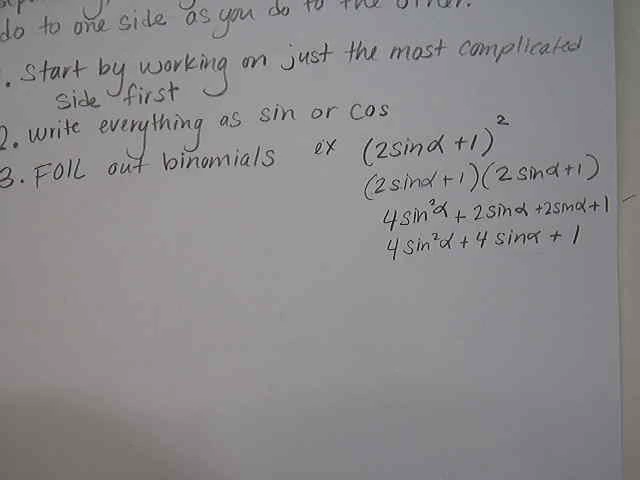 do to one side as you do to the other.
. Start by working on just the most complicated
side first
2. write everything as sin or cos
3. FOIL out binomials ex (2sinα +1)²
(2sinα+1)(2sinα+1)
4sin²α + 2sinα +2sinα+1
4sin²α + 4sinα + 1